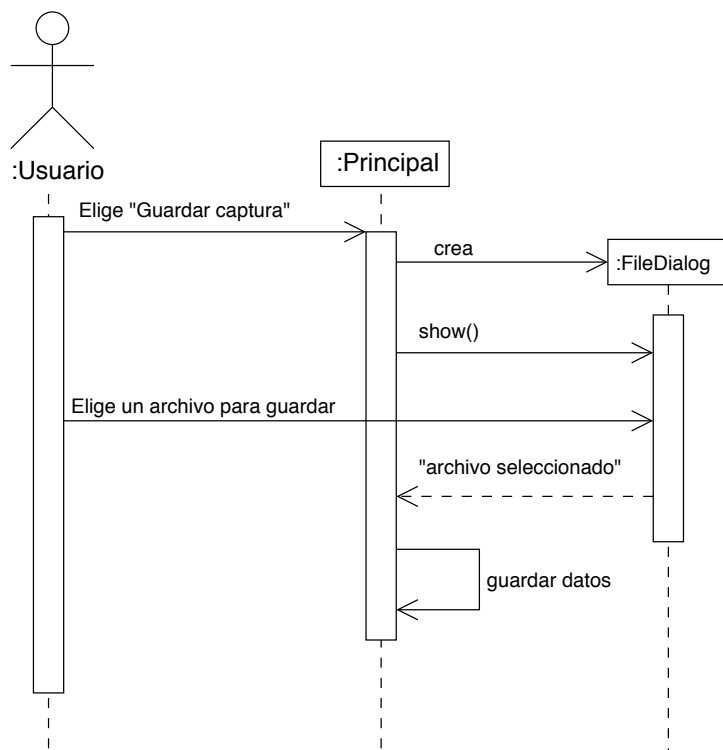 :Usuario
:Principal
Elige "Guardar captura"
crea
:FileDialog
show()
Elige un archivo para guardar
"archivo seleccionado"
guardar datos